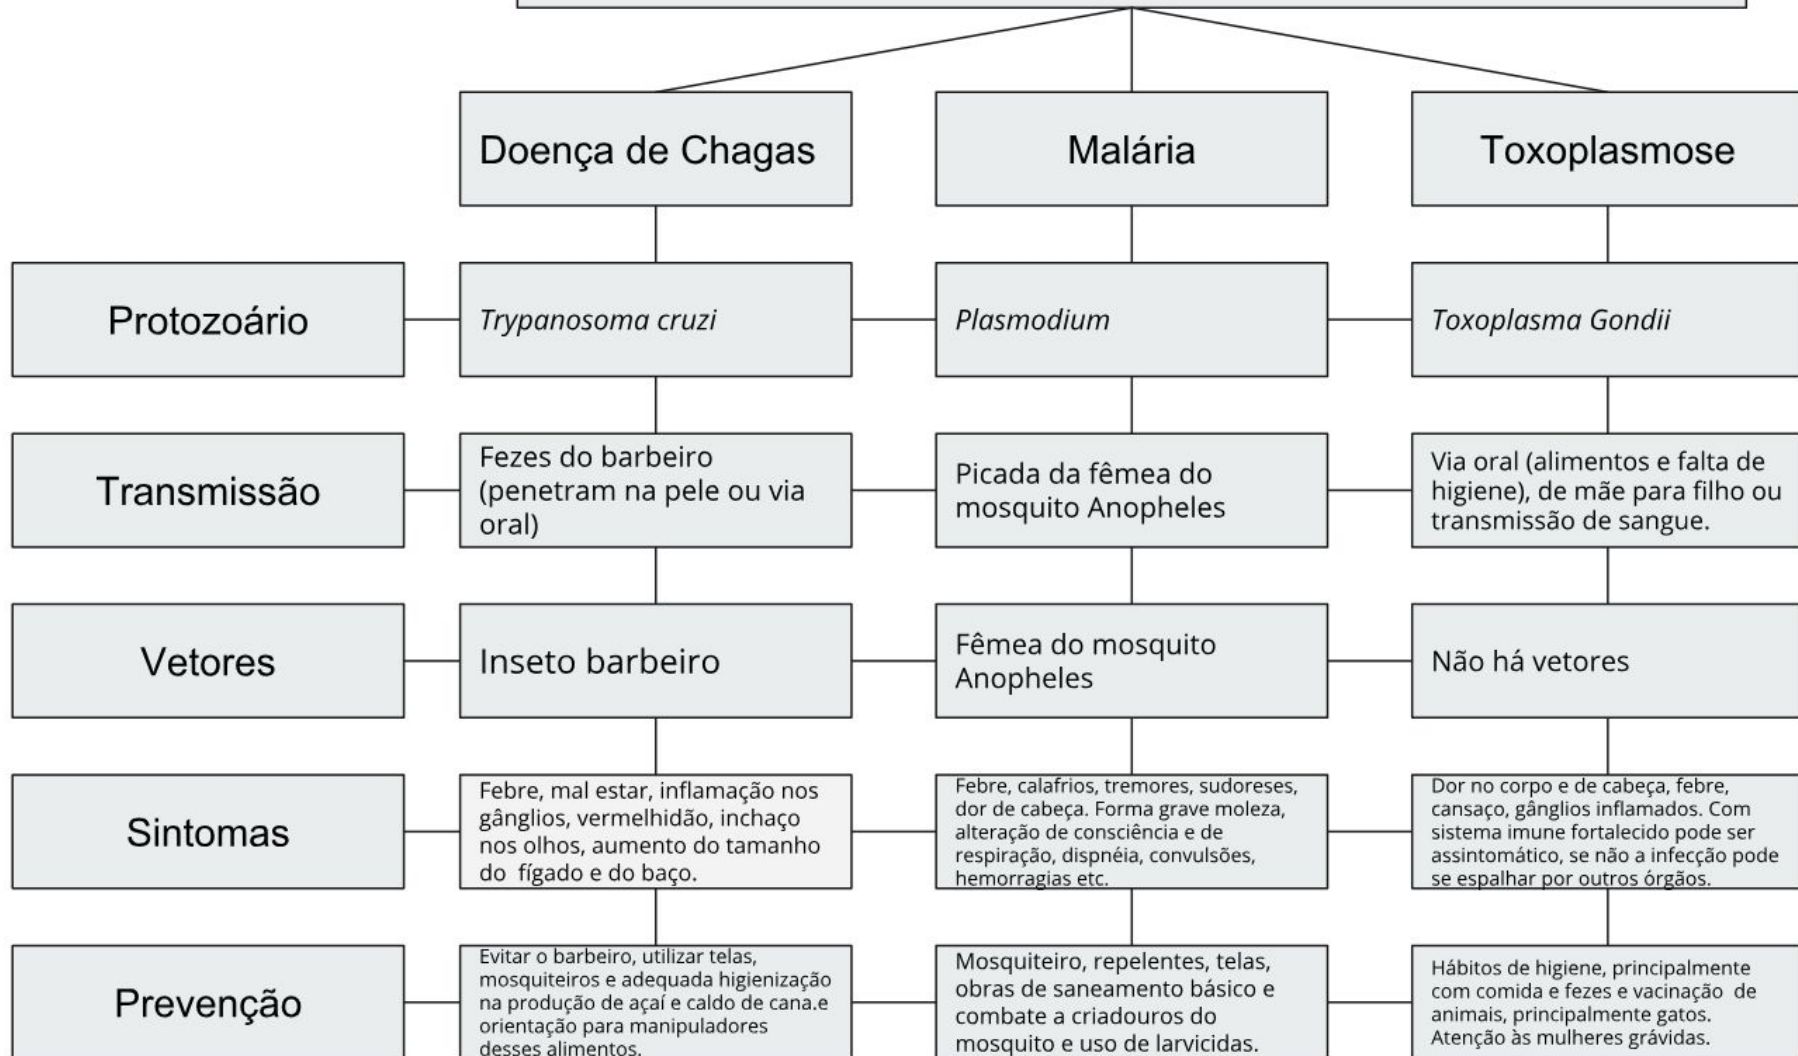 Doença de Chagas
Malária
Toxoplasmose
Protozoário
Trypanosoma cruzi
Plasmodium
Toxoplasma Gondii
Transmissão
Fezes do barbeiro
(penetram na pele ou via
oral)
Picada da fêmea do
mosquito Anopheles
Via oral (alimentos e falta de
higiene), de mãe para filho ou
transmissão de sangue.
Vetores
Inseto barbeiro
Fêmea do mosquito
Anopheles
Não há vetores
Sintomas
Febre, mal estar, inflamação nos
gânglios, vermelhidão, inchaço
nos olhos, aumento do tamanho
do  fígado e do baço.
Febre, calafrios, tremores, sudoreses,
dor de cabeça. Forma grave moleza,
alteração de consciência e de
respiração, dispnéia, convulsões,
hemorragias etc.
Dor no corpo e de cabeça, febre,
cansaço, gânglios inflamados. Com
sistema imune fortalecido pode ser
assintomático, se não a infecção pode
se espalhar por outros órgãos.
Prevenção
Evitar o barbeiro, utilizar telas,
mosquiteiros e adequada higienização
na produção de açaí e caldo de cana.e
orientação para manipuladores
desses alimentos.
Mosquiteiro, repelentes, telas,
obras de saneamento básico e
combate a criadouros do
mosquito e uso de larvicidas.
Hábitos de higiene, principalmente
com comida e fezes e vacinação  de
animais, principalmente gatos.
Atenção às mulheres grávidas.